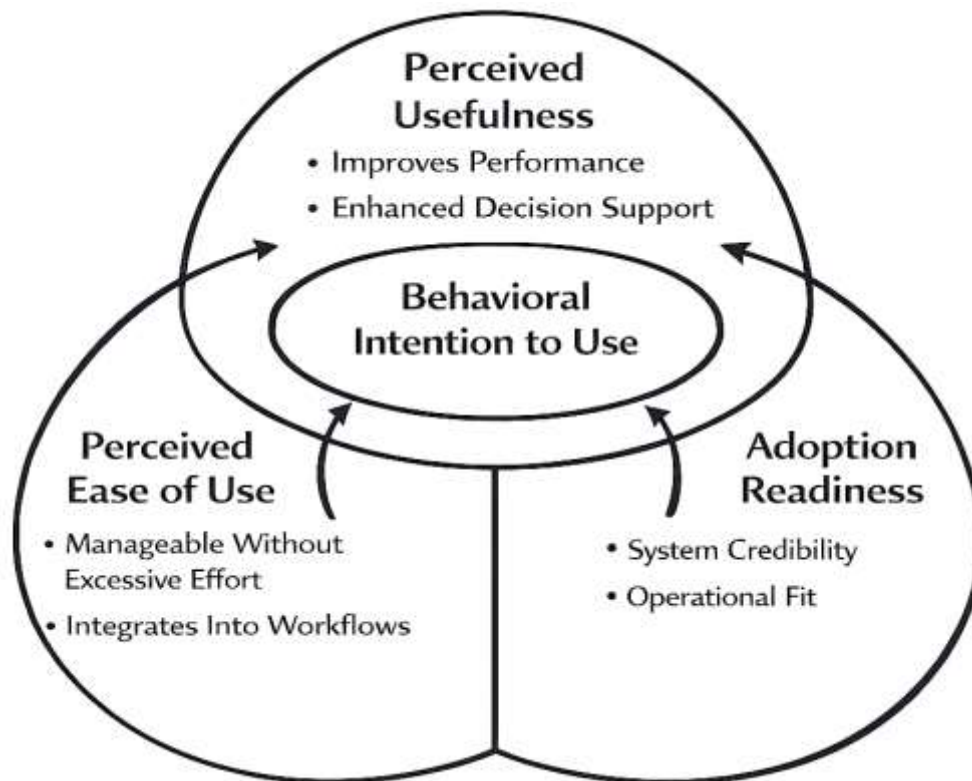 Perceived
Usefulness
• Improves Performance
• Enhanced Decision Support
Behavioral
Intention to Use
Perceived
Ease of Use
• Manageable Without
Excessive Effort
• Integrates Into Workflows
Adoption
Readiness
• System Credibility
• Operational Fit